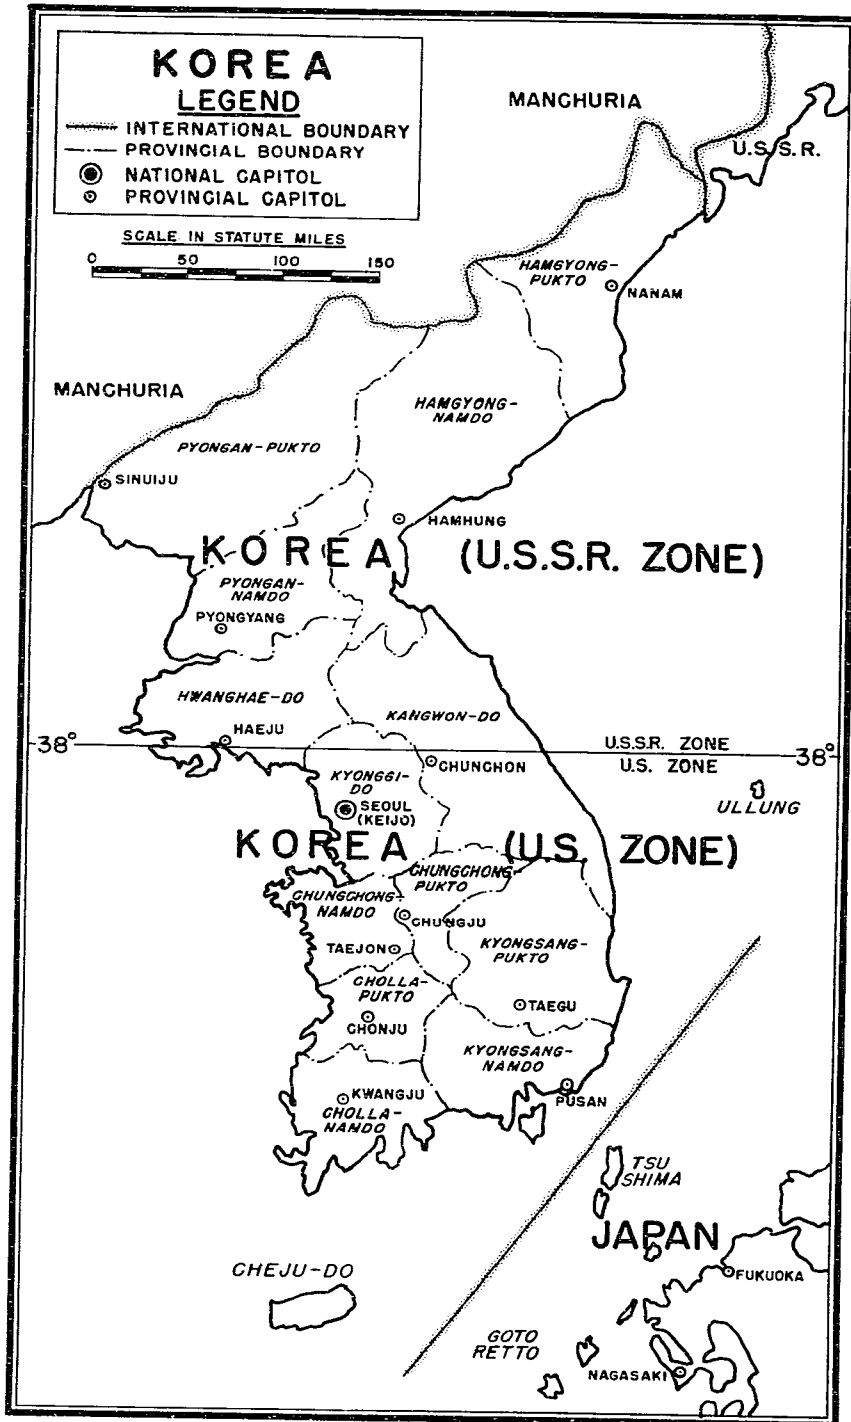 KOREA
LEGEND
INTERNATIONAL BOUNDARY
PROVINCIAL BOUNDARY
NATIONAL CAPITOL
PROVINCIAL CAPITOL
SCALE IN STATUTE MILES
0 50 100 150
MANCHURIA
U.S.S.R.
HAMGYONG-
PUKTO
NANAM
MANCHURIA
HAMGYONG-
NAMDO
PYONGAN-PUKTO
SINUIJU
HAMHUNG
KOREA (U.S.S.R. ZONE)
PYONGAN-
NAMDO
PYONGYANG
HWANGHAE-DO
KANGWON-DO
HAEJU
38°
U.S.S.R. ZONE
U.S. ZONE
38°
CHUNCHON
KYONGGI-
DO
SEOUL
(KEIJO)
ULLUNG
KOREA (U.S. ZONE)
CHUNGCHONG-
PUKTO
CHUNGCHONG-
NAMDO
CHUNGJU
TAEJON
KYONGSANG-
PUKTO
CHOLLA-
PUKTO
TAEGU
CHONJU
KYONGSANG-
NAMDO
KWANGJU
PUSAN
CHOLLA-
NAMDO
TSU
SHIMA
JAPAN
CHEJU-DO
FUKUOKA
GOTO
RETTO
NAGASAKI